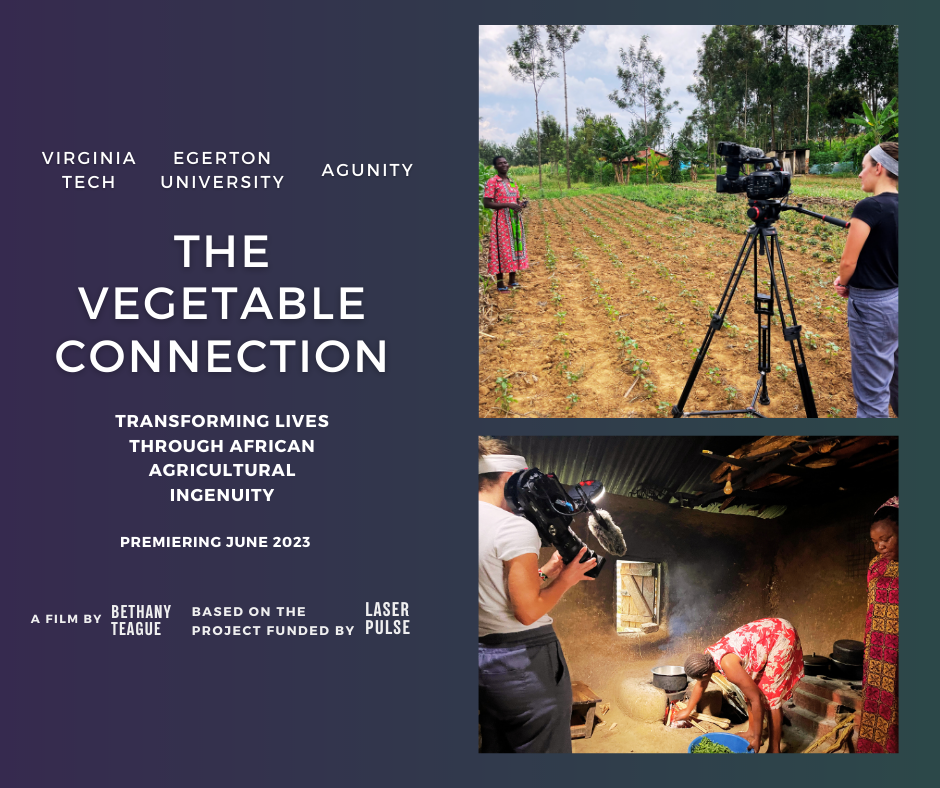 VIRGINIA
TECH
EGERTON
UNIVERSITY
AGUNITY
THE
VEGETABLE
CONNECTION
TRANSFORMING LIVES
THROUGH AFRICAN
AGRICULTURAL
INGENUITY
PREMIERING JUNE 2023
A FILM BY
BETHANY
TEAGUE
BASED ON THE
PROJECT FUNDED BY
LASER
PULSE